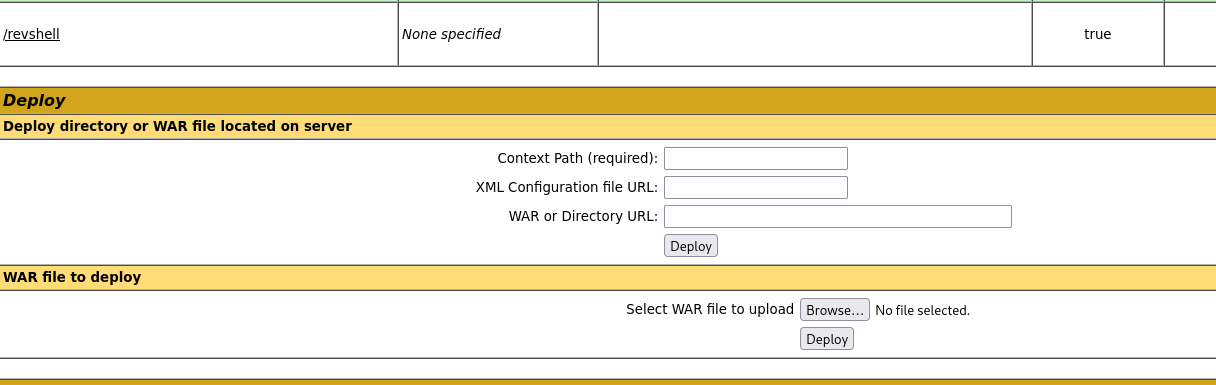 /revshell None specified true
Deploy
Deploy directory or WAR file located on server
Context Path (required):
XML Configuration file URL:
WAR or Directory URL:
Deploy
WAR file to deploy
Select WAR file to upload Browse... No file selected.
Deploy